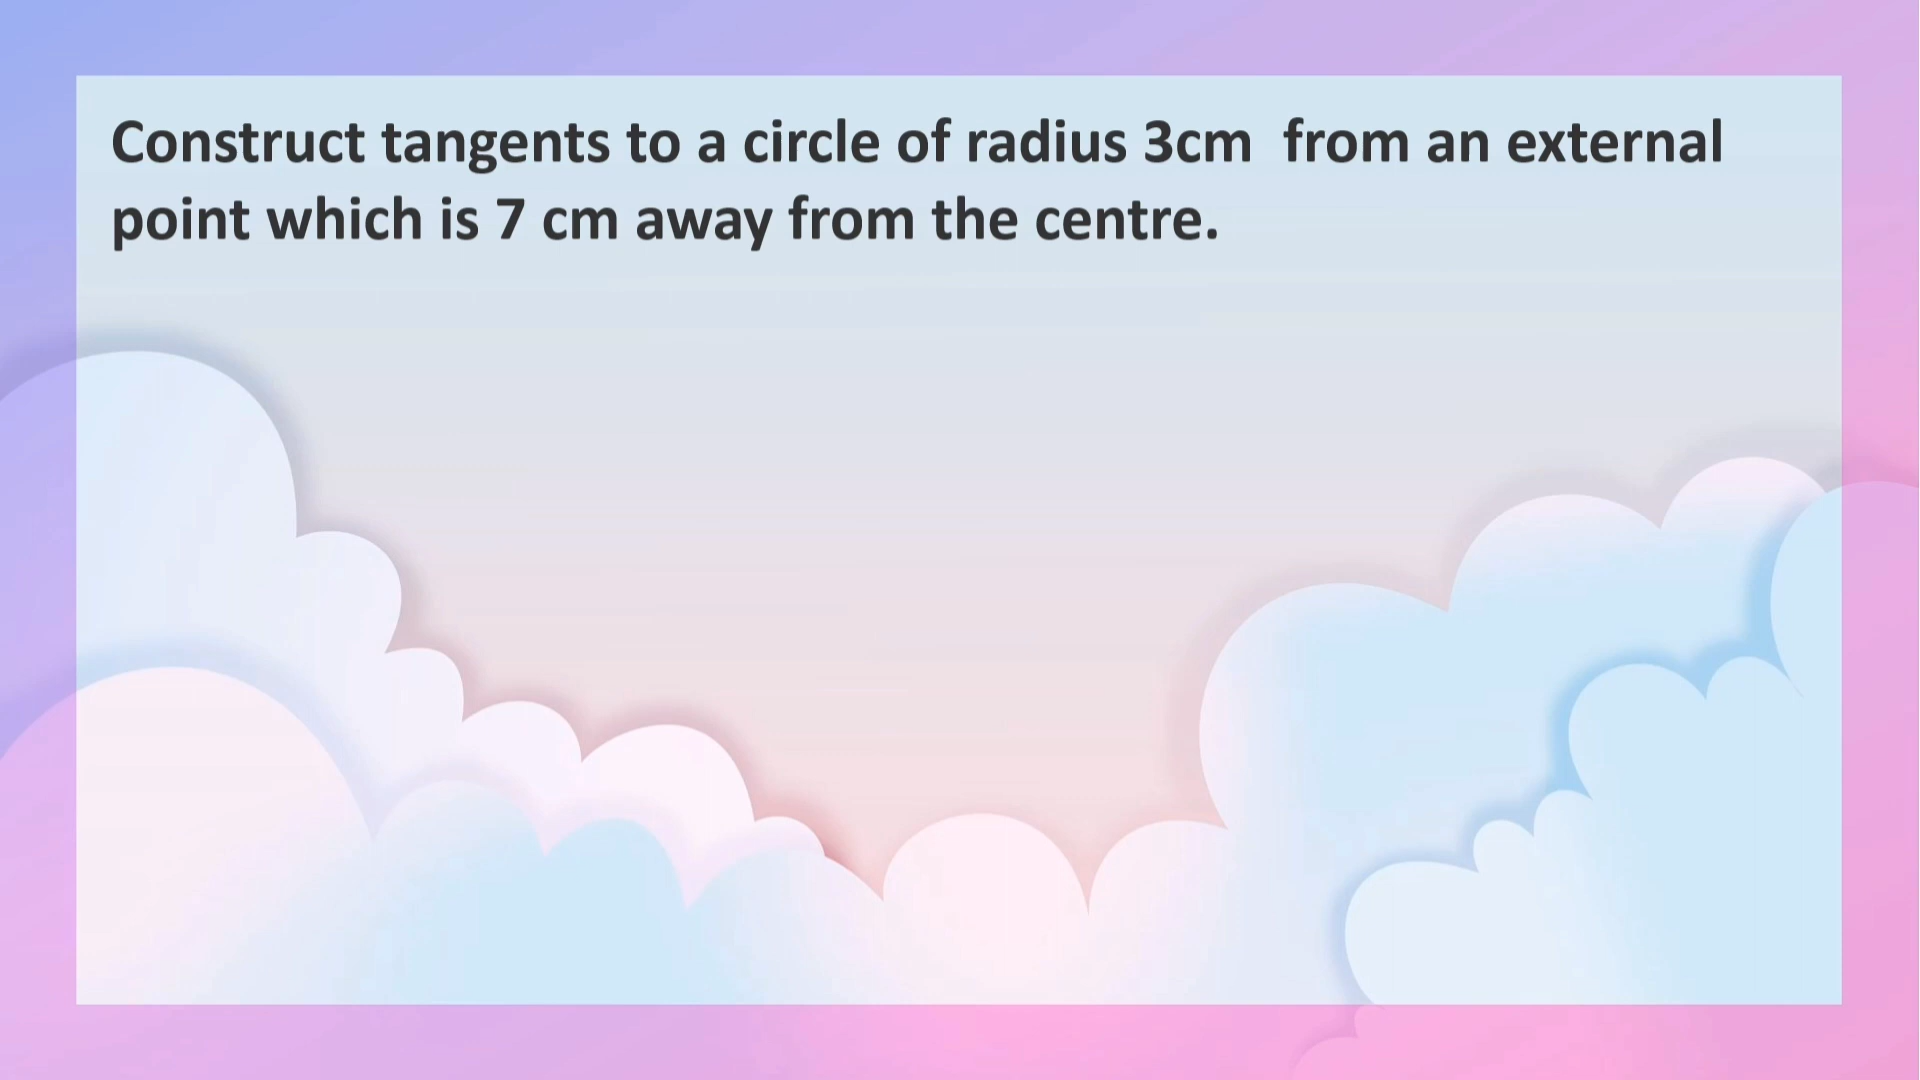 Construct tangents to a circle of radius 3cm  from an external
point which is 7 cm away from the centre.